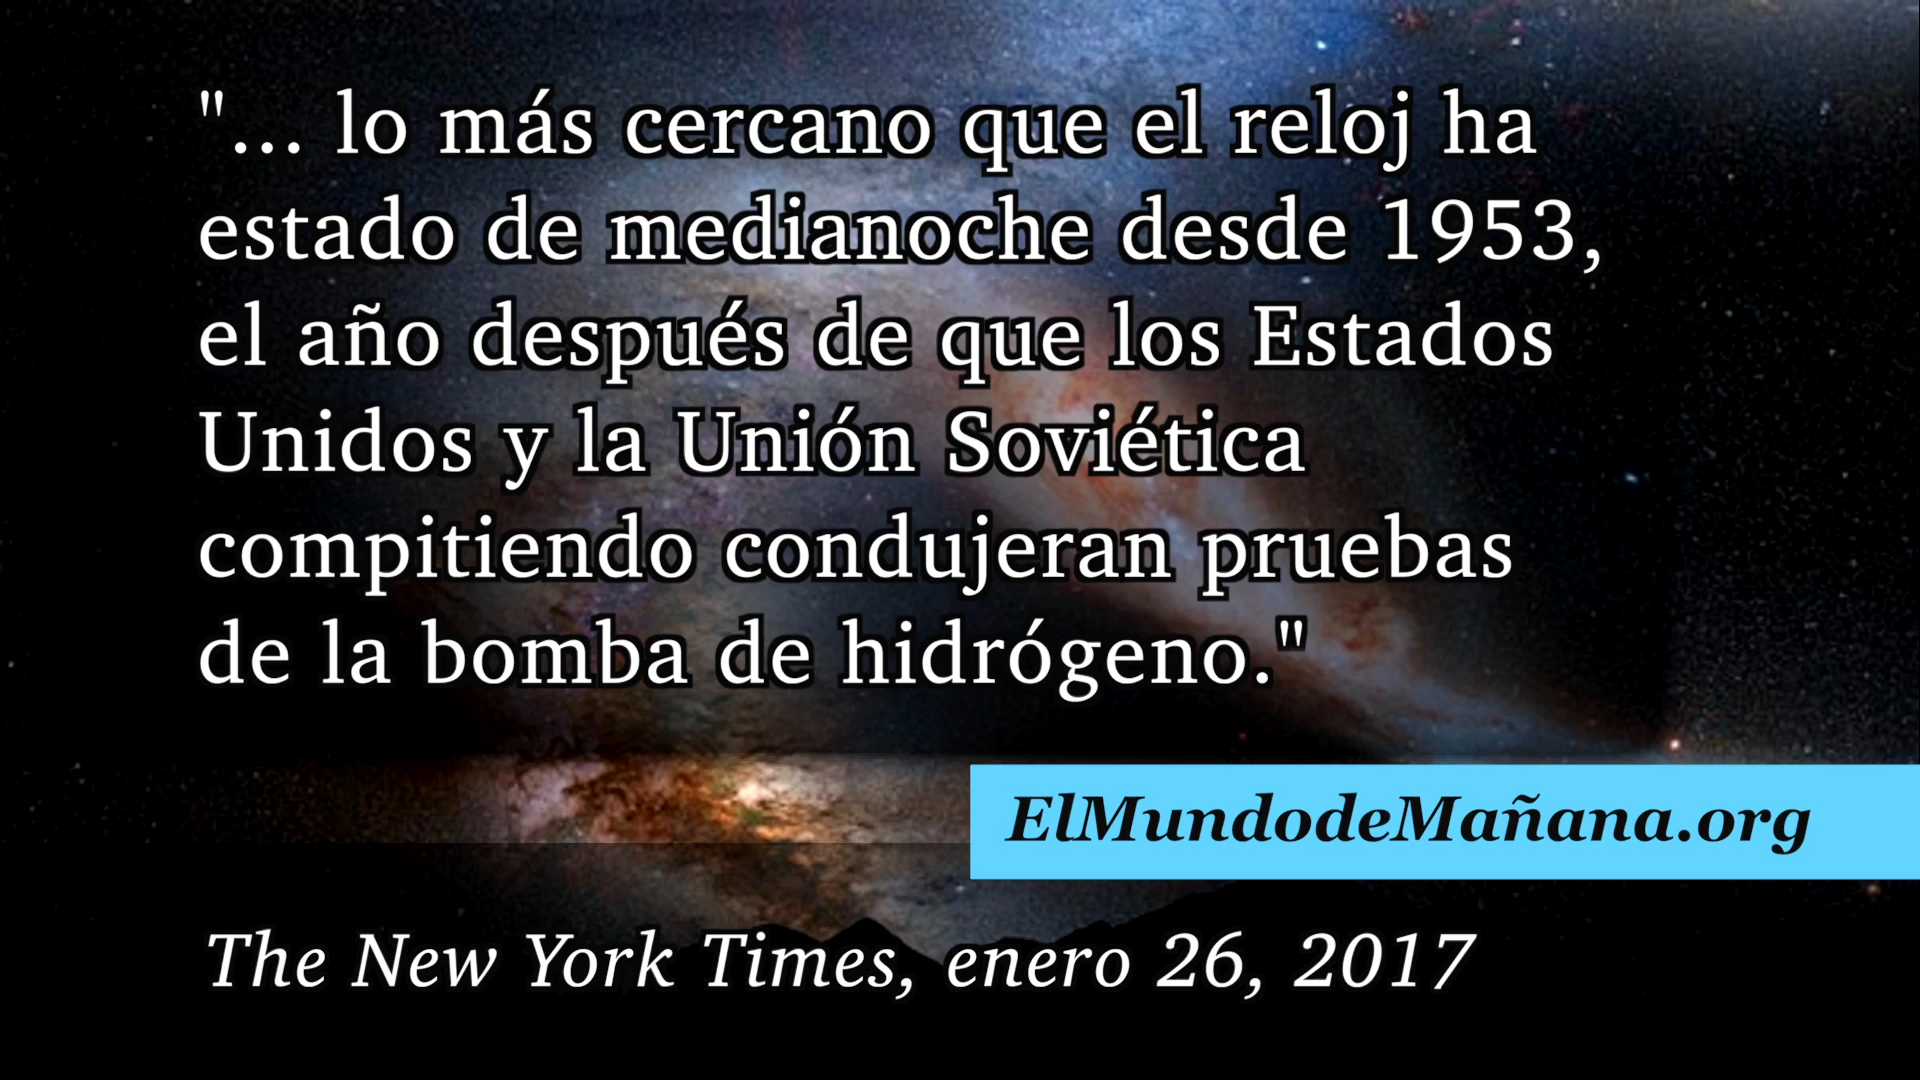 "... lo más cercano que el reloj ha
estado de medianoche desde 1953,
el año después de que los Estados
Unidos y la Unión Soviética
compitiendo condujeran pruebas
de la bomba de hidrógeno."
ElMundodeMañana.org
The New York Times, enero 26, 2017